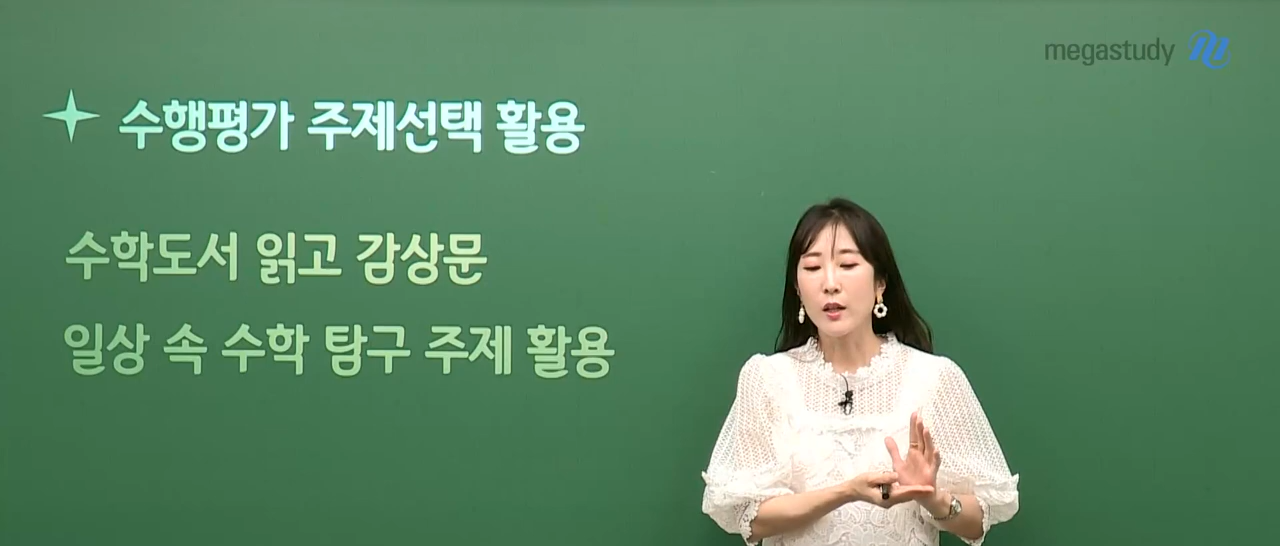 megastudy
수행평가 주제선택 활용
수학도서 읽고 감상문
일상 속 수학 탐구 주제 활용